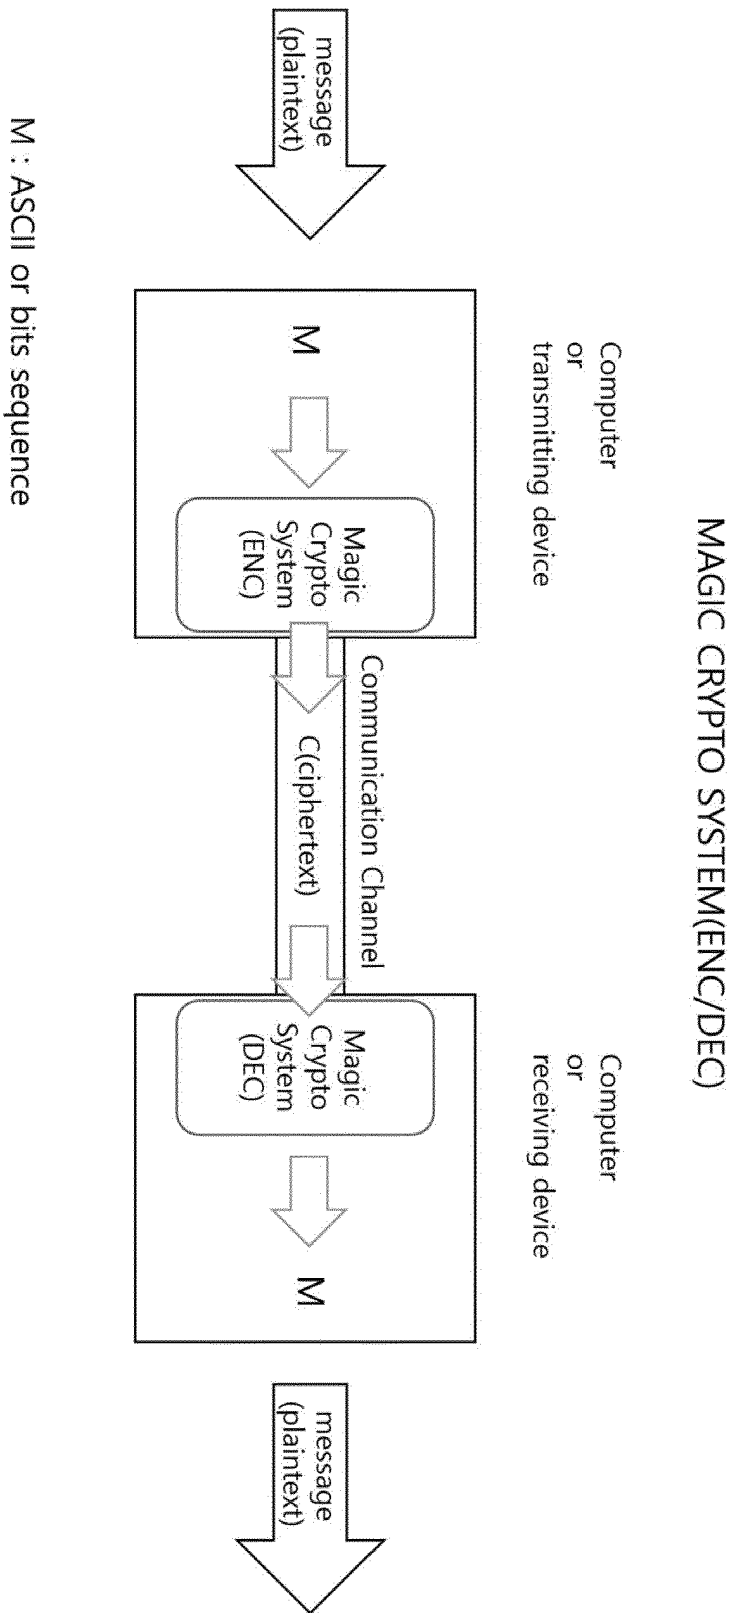 MAGIC CRYPTO SYSTEM(ENC/DEC)
Computer
or
transmitting device
Computer
or
receiving device
message
(plaintext)
M
Magic
Crypto
System
(ENC)
Communication Channel
C(ciphertext)
Magic
Crypto
System
(DEC)
M
message
(plaintext)
M : ASCII or bits sequence